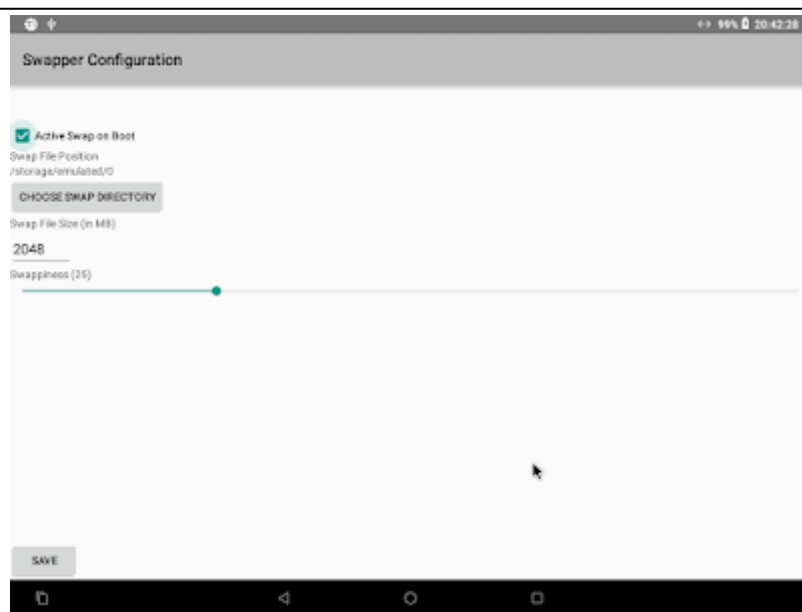 99% 20:42:28
Swapper Configuration
Active Swap on Boot
Swap File Position
/storage/emulated/0
CHOOSE SWAP DIRECTORY
Swap File Size (in MB)
2048
Swappiness (25)
SAVE